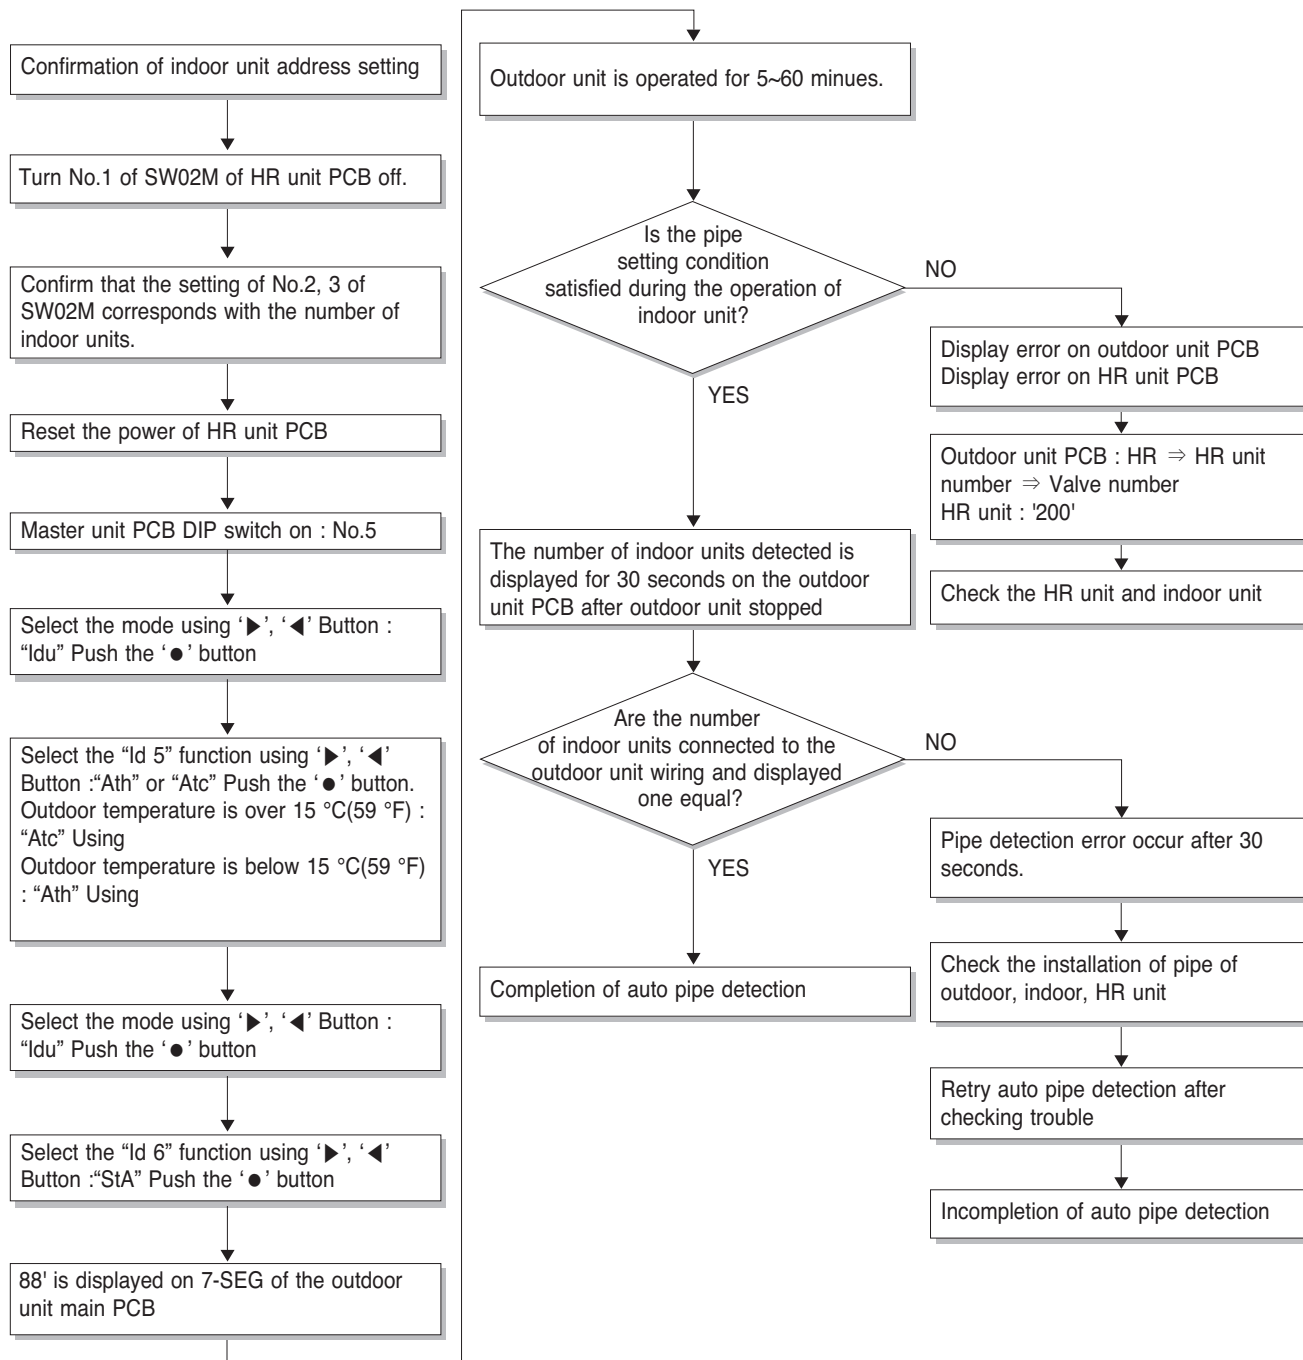 Confirmation of indoor unit address setting
Turn No.1 of SW02M of HR unit PCB off.
Confirm that the setting of No.2, 3 of
SW02M corresponds with the number of
indoor units.
Reset the power of HR unit PCB
Master unit PCB DIP switch on : No.5
Select the mode using ‘▶’, ‘◀’ Button :
“Idu” Push the ‘●’ button
Select the “Id 5” function using ‘▶’, ‘◀’
Button :“Ath” or “Atc” Push the ‘●’ button.
Outdoor temperature is over 15 °C(59 °F) :
“Atc” Using
Outdoor temperature is below 15 °C(59 °F)
: “Ath” Using
Select the mode using ‘▶’, ‘◀’ Button :
“Idu” Push the ‘●’ button
Select the “Id 6” function using ‘▶’, ‘◀’
Button :“StA” Push the ‘●’ button
88' is displayed on 7-SEG of the outdoor
unit main PCB
Outdoor unit is operated for 5~60 minues.
Is the pipe
setting condition
satisfied during the operation of
indoor unit?
NO
YES
Display error on outdoor unit PCB
Display error on HR unit PCB
Outdoor unit PCB : HR ⇒ HR unit
number ⇒ Valve number
HR unit : '200'
Check the HR unit and indoor unit
The number of indoor units detected is
displayed for 30 seconds on the outdoor
unit PCB after outdoor unit stopped
Are the number
of indoor units connected to the
outdoor unit wiring and displayed
one equal?
NO
YES
Completion of auto pipe detection
Pipe detection error occur after 30
seconds.
Check the installation of pipe of
outdoor, indoor, HR unit
Retry auto pipe detection after
checking trouble
Incompletion of auto pipe detection